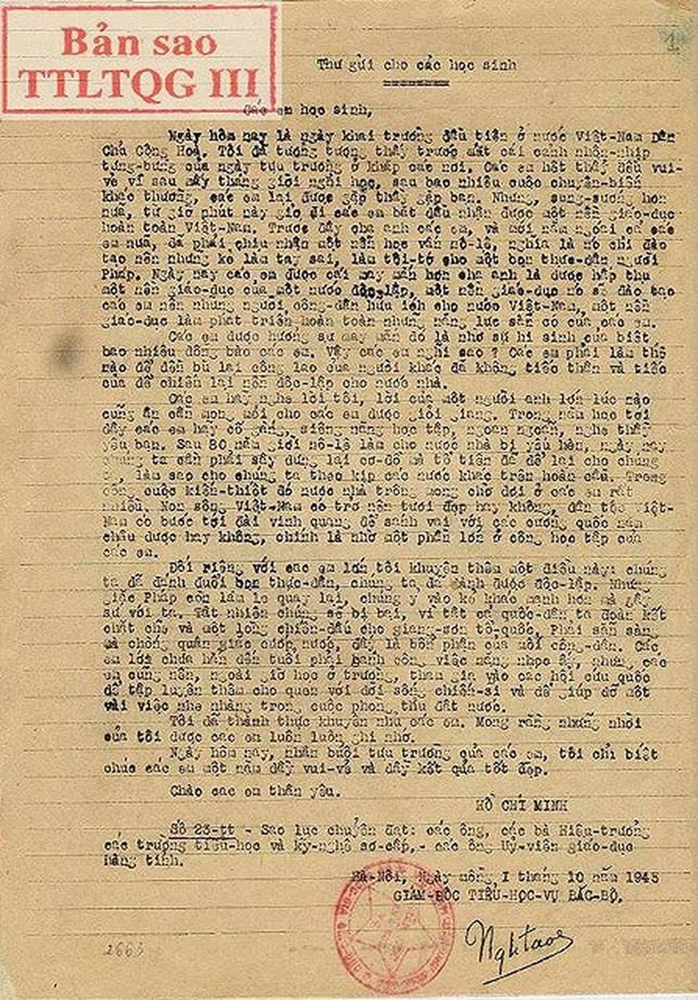 Bản sao
TTLTQG III
1
Thư gửi cho các học sinh
Các em học sinh,
Ngày hôm nay là ngày khai trường đầu tiên ở nước Việt-Nam Dân
Chủ Cộng Hoà. Tôi đã tưởng tượng thấy trước mắt cái cảnh nhộn-nhịp
tưng-bừng của ngày tựu trường ở khắp các nơi. Các em hết thẩy đều vui-
vẻ vì sau mấy tháng giời nghỉ học, sau bao nhiêu cuộc chuyển-biến
khác thường, các em lại được gặp thầy gặp bạn. Nhưng, sung-sướng hơn
nữa, từ giờ phút này giở đi các em bắt đầu nhận được một nền giáo-dục
hoàn toàn Việt-Nam. Trước đây cha anh các em, và mới năm ngoái cả các
em nữa, đã phải chịu nhận một nền học vấn nô-lệ, nghĩa là nó chỉ đào
tạo nên những kẻ làm tay sai, làm tôi-tớ cho một bọn thực-dân người
Pháp. Ngày nay các em được cái may mắn hơn cha anh là được hấp thụ
một nền giáo-dục của một nước độc-lập, một nền giáo-dục nó sẽ đào tạo
các em nên những người công-dân hữu ích cho nước Việt-Nam, một nền
giáo-dục làm phát triển hoàn toàn những năng lực sẵn có của các em.
Các em được hưởng sự may mắn đó là nhờ sự hi sinh của biết
bao nhiêu đồng bào các em. Vậy các em nghĩ sao ? Các em phải làm thế
nào để đền bù lại công lao của người khác đã không tiếc thân và tiếc
của để chiến lại nền độc-lập cho nước nhà.
Các em hãy nghe lời tôi, lời của một người anh lớn lúc nào
cũng ân cần mong mỏi cho các em được giỏi giang. Trong năm học tới
đây các em hãy cố gắng, siêng năng học tập, ngoan ngoãn, nghe thầy
yêu bạn. Sau 80 năm giời nô-lệ làm cho nước nhà bị yếu hèn, ngày nay
chúng ta cần phải sây dựng lại cơ-đồ mà tổ tiên đã để lại cho chúng
ta, làm sao cho chúng ta theo kịp các nước khác trên hoàn cầu. Trong
công cuộc kiến-thiết đó nước nhà trông mong chờ đợi ở các em rất
nhiều. Non sông Việt-Nam có trở nên tươi đẹp hay không, dân tộc Việt-
Nam có bước tới đài vinh quang để sánh vai với các cường quốc năm
châu được hay không, chính là nhờ một phần lớn ở công học tập của
các em.
Đối riêng với các em lớn tôi khuyên thêm một điều này: chúng
ta đã đánh đuổi bọn thực-dân, chúng ta đã dành được độc-lập. Nhưng
giặc Pháp còn lăm le quay lại, chúng ỷ vào kẻ khác mạnh hơn mà gây
sự với ta. Tất nhiên chúng sẽ bị bại, vì tất cả quốc-dân ta đoàn kết
chặt chẽ và một lòng chiến-đấu cho giang-sơn tổ-quốc. Phải sẵn sàng
mà chống quân giặc cướp nước, đấy là bổn phận của mỗi công-dân. Các
em lớn chưa hẳn đến tuổi phải gánh công việc nặng nhọc ấy, nhưng các
em cũng nên, ngoài giờ học ở trường, tham gia vào các hội cứu quốc
để tập luyện thêm cho quen với đời sống chiến-sĩ và để giúp đỡ một
vài việc nhẹ nhàng trong cuộc phòng thủ đất nước.
Tôi đã thành thực khuyên nhủ các em. Mong rằng những nhời
của tôi được các em luôn luôn ghi nhớ.
Ngày hôm nay, nhân buổi tựu trường của các em, tôi chỉ biết
chúc các em một năm đầy vui-vẻ và đầy kết quả tốt đẹp.
Chào các em thân yêu.
HỒ CHÍ MINH
Số 23-tt - Sao lục chuyển đạt: các ông, các bà Hiệu-trưởng
các trường tiểu-học và kỹ-nghệ sơ-cấp,- các ông Uỷ-viên giáo-dục
hàng tỉnh.
Hà-Nội, Ngày mồng I tháng 10 năm 1945
GIÁM-ĐỐC TIỂU-HỌC-VỤ BẮC-BỘ,
2663